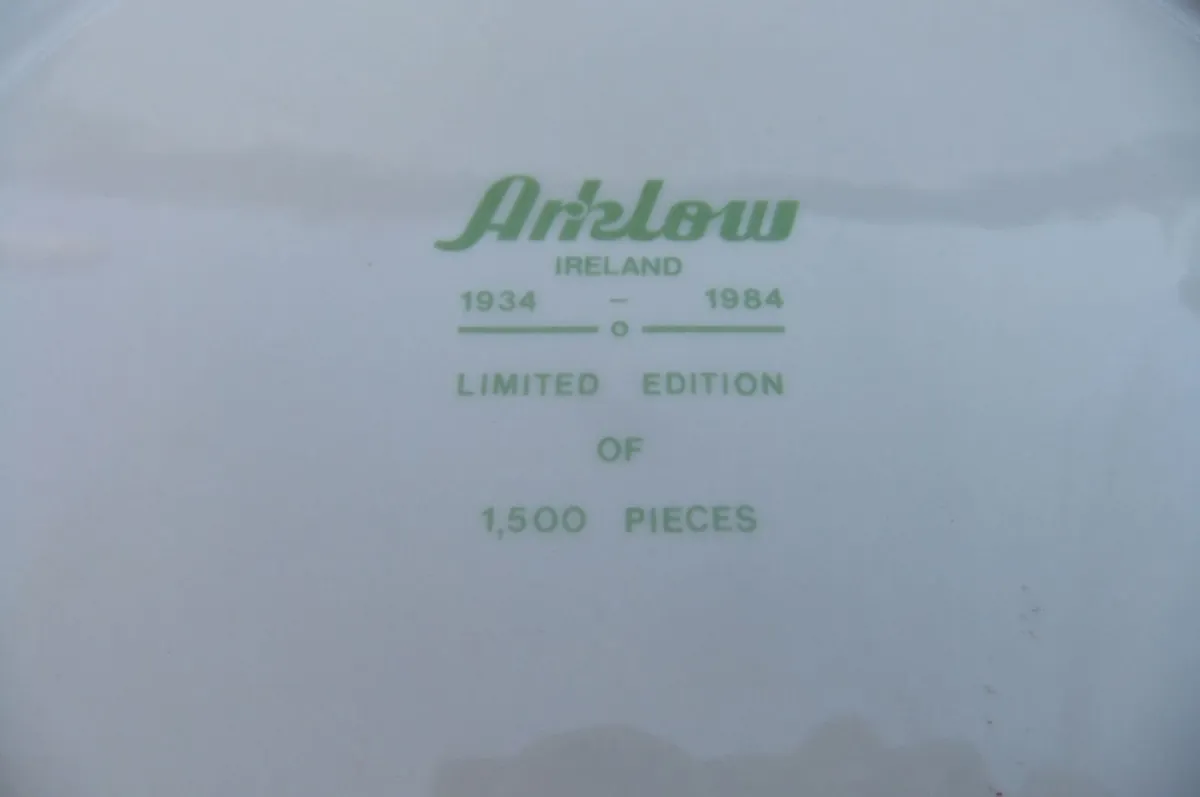 Arklow
IRELAND
1934 – 1984
LIMITED EDITION
OF
1,500 PIECES